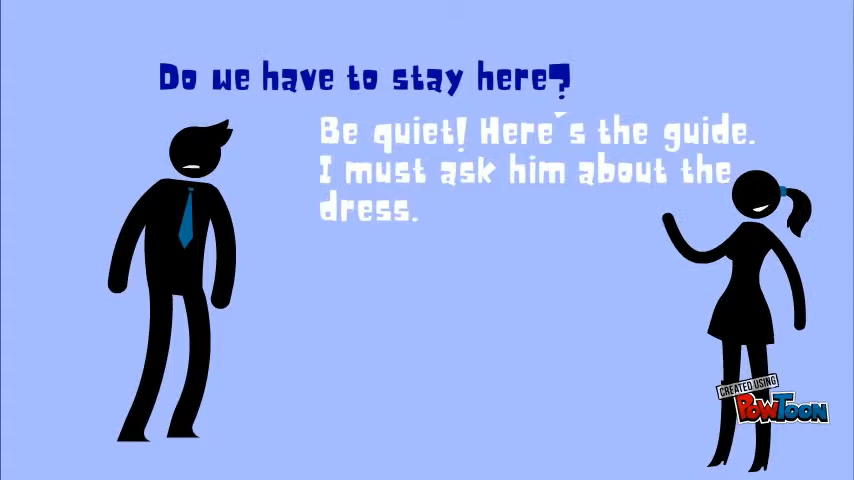 Do we have to stay here?
Be quiet! Here´s the guide.
I must ask him about the
dress.
CREATED USING
POWTOON